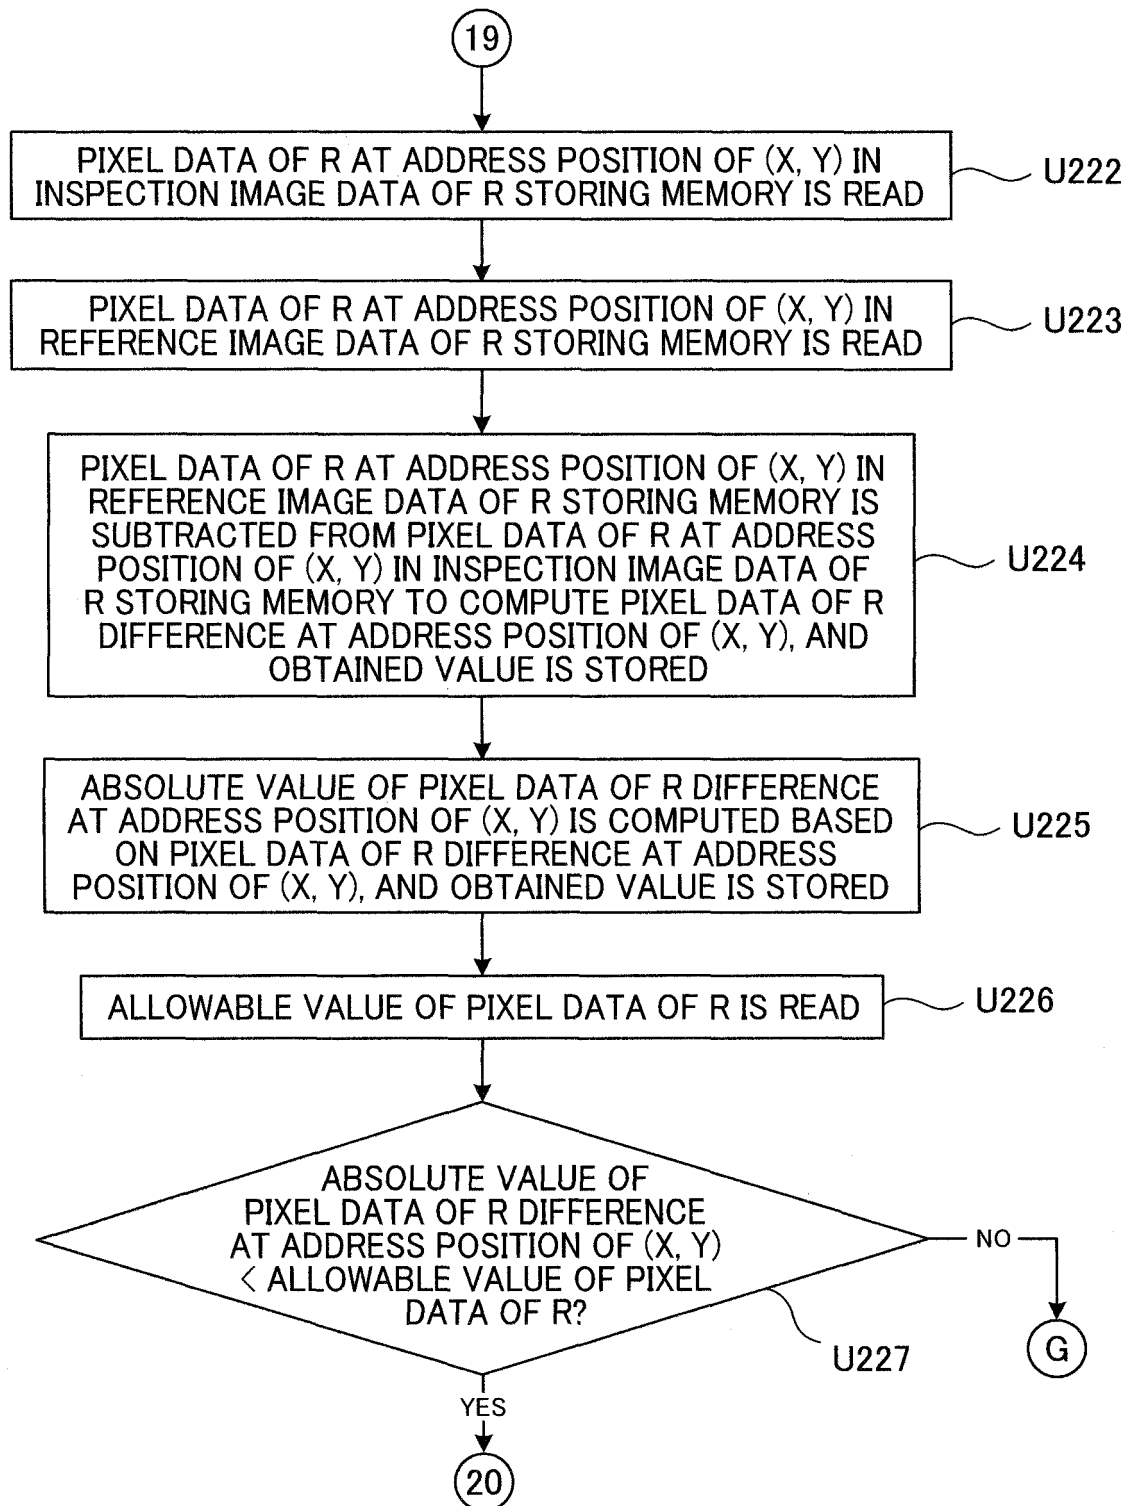 19
PIXEL DATA OF R AT ADDRESS POSITION OF (X, Y) IN
INSPECTION IMAGE DATA OF R STORING MEMORY IS READ
U222
PIXEL DATA OF R AT ADDRESS POSITION OF (X, Y) IN
REFERENCE IMAGE DATA OF R STORING MEMORY IS READ
U223
PIXEL DATA OF R AT ADDRESS POSITION OF (X, Y) IN
REFERENCE IMAGE DATA OF R STORING MEMORY IS
SUBTRACTED FROM PIXEL DATA OF R AT ADDRESS
POSITION OF (X, Y) IN INSPECTION IMAGE DATA OF
R STORING MEMORY TO COMPUTE PIXEL DATA OF R
DIFFERENCE AT ADDRESS POSITION OF (X, Y), AND
OBTAINED VALUE IS STORED
U224
ABSOLUTE VALUE OF PIXEL DATA OF R DIFFERENCE
AT ADDRESS POSITION OF (X, Y) IS COMPUTED BASED
ON PIXEL DATA OF R DIFFERENCE AT ADDRESS
POSITION OF (X, Y), AND OBTAINED VALUE IS STORED
U225
ALLOWABLE VALUE OF PIXEL DATA OF R IS READ
U226
ABSOLUTE VALUE OF
PIXEL DATA OF R DIFFERENCE
AT ADDRESS POSITION OF (X, Y)
< ALLOWABLE VALUE OF PIXEL
DATA OF R?
NO
U227
G
YES
20